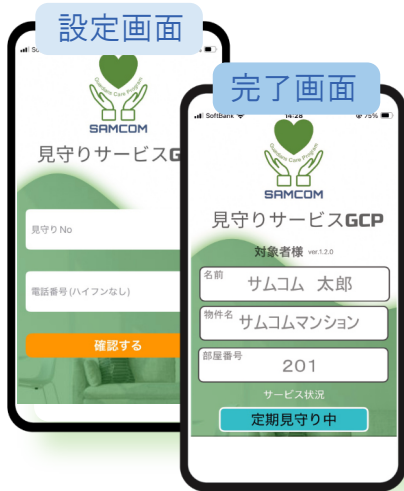 設定画面
SAMCOM
見守りサービスG
見守りNo
電話番号(ハイフンなし)
確認する
完了画面
SoftBank
14:28
75%
Guardians Care Program
SAMCOM
見守りサービスGCP
対象者様 ver.1.2.0
名前
サムコム 太郎
物件名
サムコムマンション
部屋番号
201
サービス状況
定期見守り中